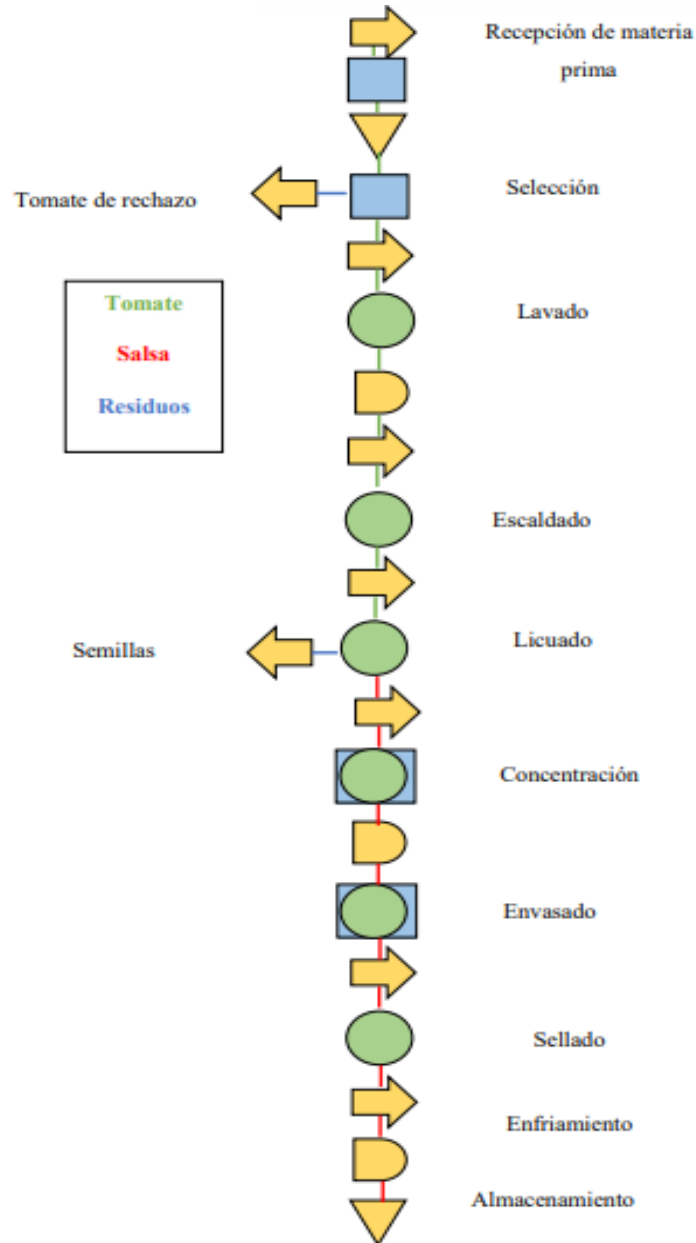 Recepción de materia
prima
Selección
Tomate de rechazo
Lavado
Tomate
Salsa
Residuos
Escaldado
Licuado
Semillas
Concentración
Envasado
Sellado
Enfriamiento
Almacenamiento